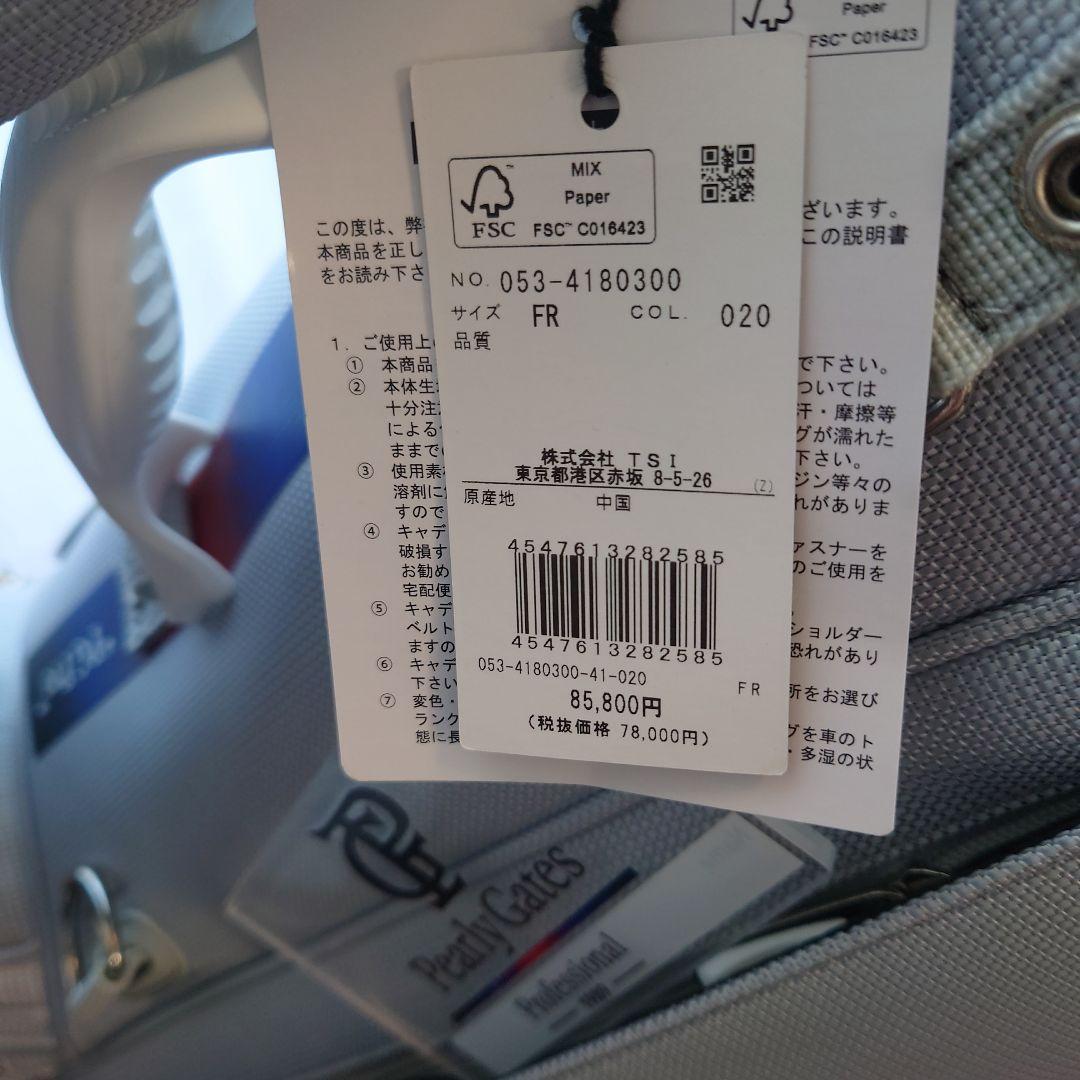 Paper
FSC™ C016423
MIX
Paper
FSC
FSC™ C016423
NO. 053-4180300
サイズ FR COL. 020
品質
株式会社 TSI
東京都港区赤坂 8-5-26
(Z)
原産地 中国
4547613282585
4547613282585
053-4180300-41-020
FR
85,800円
(税抜価格 78,000円)
この度は、弊
ざいます。
本商品を正し
この説明書
をお読み下さ
1. ご使用上
① 本商品
で下さい。
② 本体生
ついては
十分注
汗・摩擦等
による
グが濡れた
ままで
下さい。
③ 使用素
ジン等々の
溶剤に
れがありま
すので
④ キャデ
ァスナーを
破損す
のご使用を
お勧め
宅配便
⑤ キャデ
ショルダー
ベルト
恐れがあり
ますの
⑥ キャデ
下さい
所をお選び
⑦ 変色・
グを車のト
ランク
・多湿の状
態に長
Pearly Gates
Professional